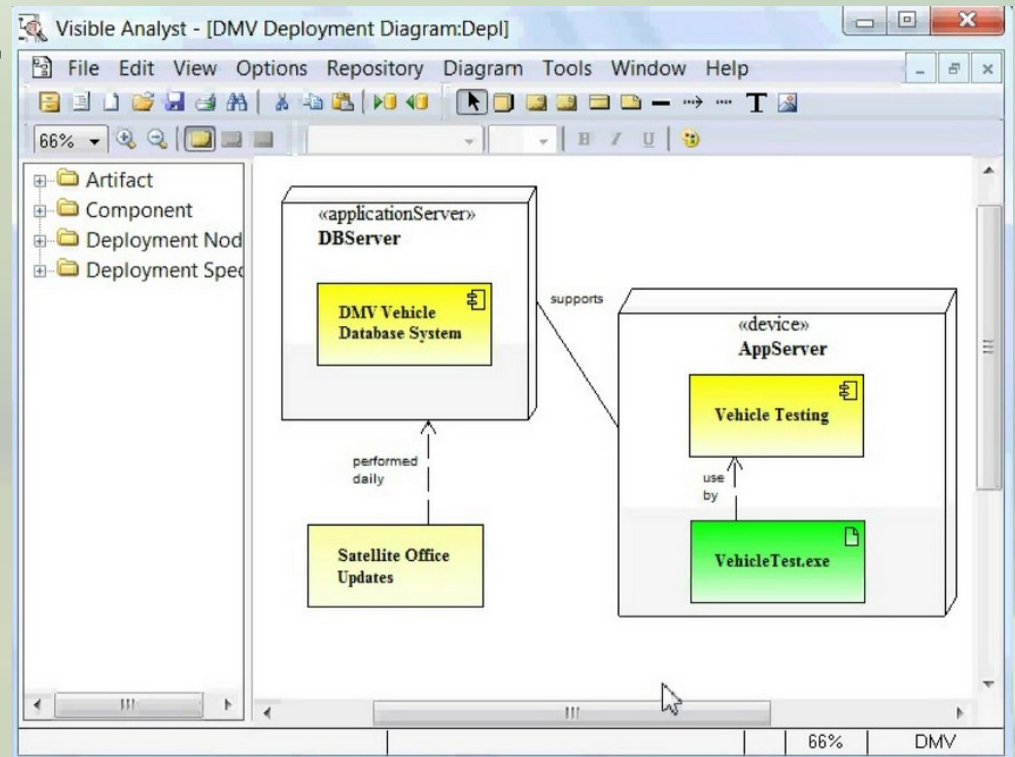 Visible Analyst - [DMV Deployment Diagram:Depl]
File Edit View Options Repository Diagram Tools Window Help
T
66% B I U
Artifact
Component
Deployment Nod
Deployment Spec
«applicationServer»
DBServer
DMV Vehicle
Database System
supports
«device»
AppServer
Vehicle Testing
performed
daily
use
by
Satellite Office
Updates
VehicleTest.exe
66% DMV